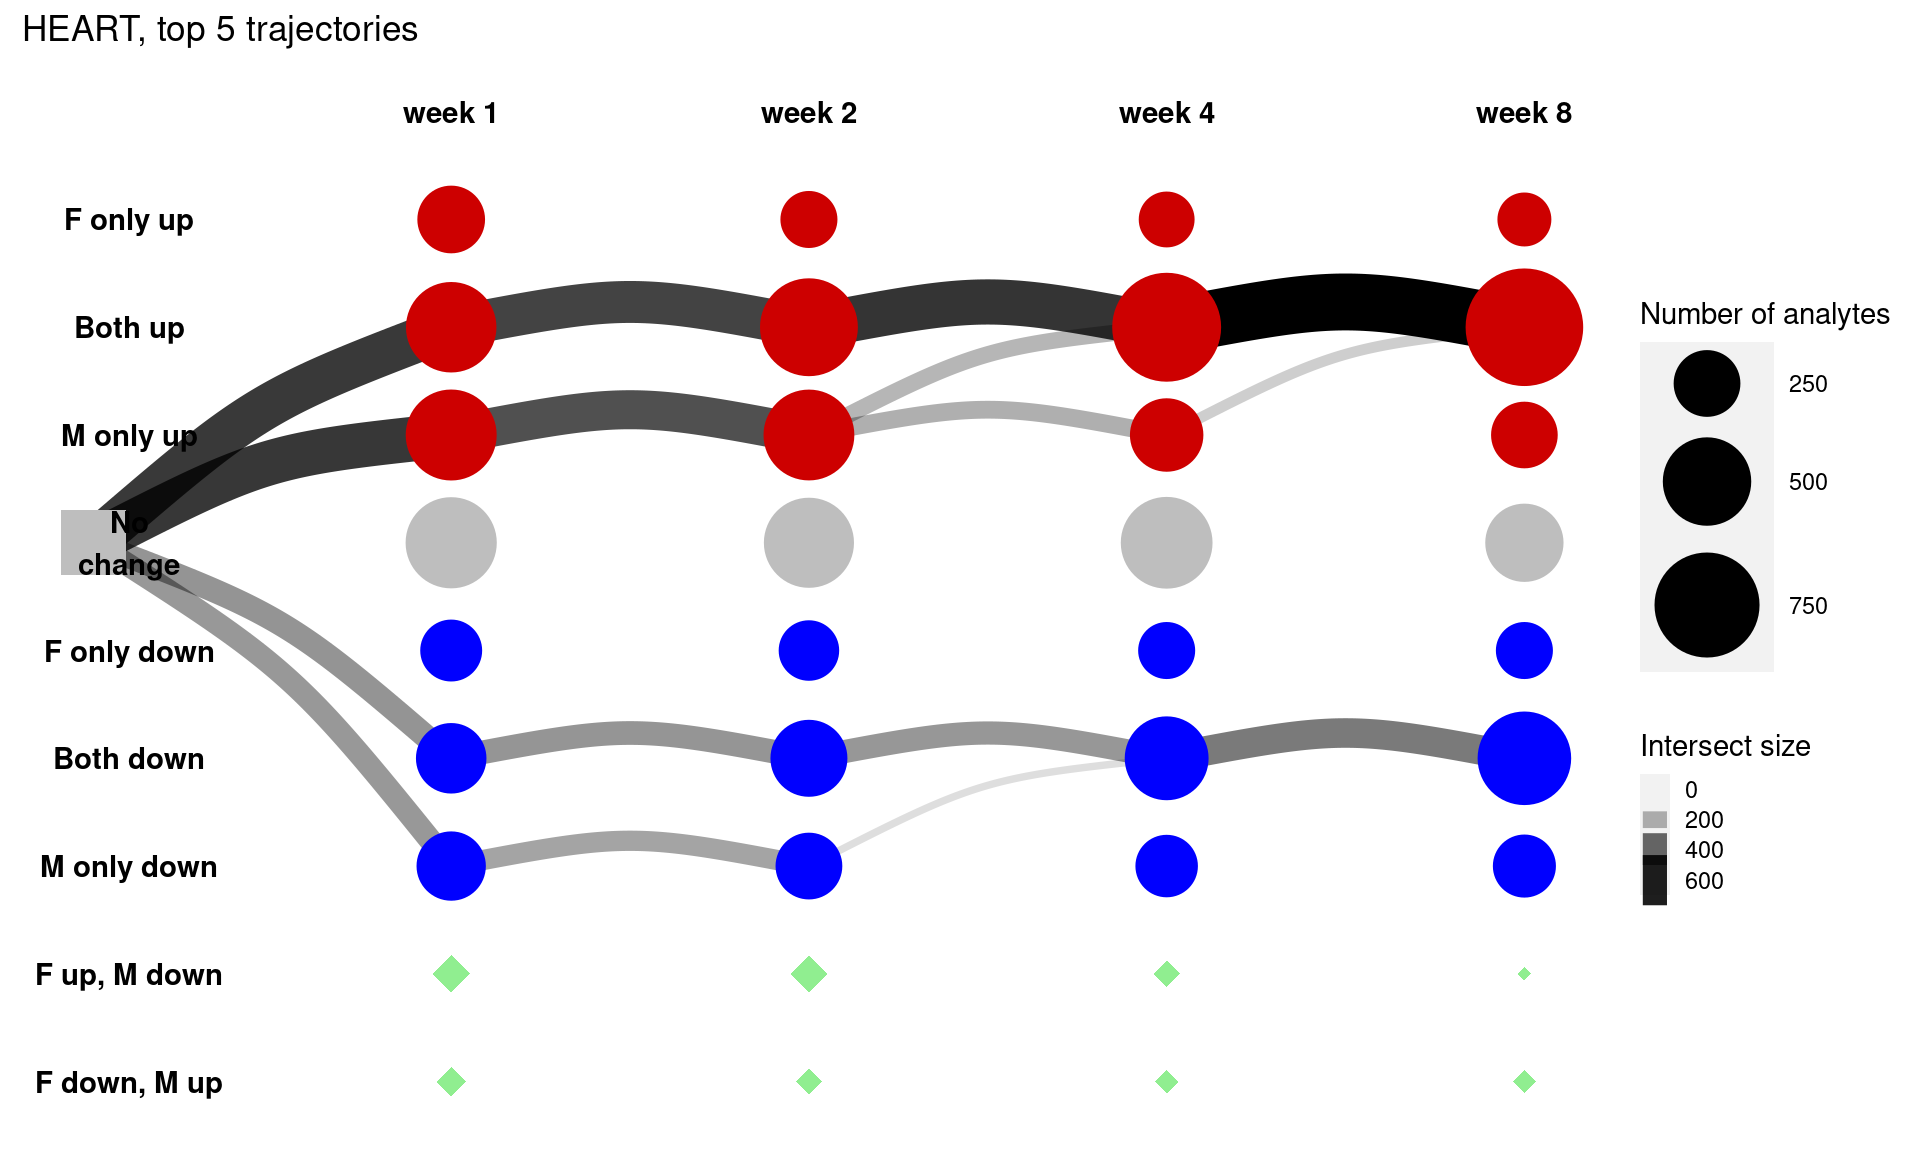 HEART, top 5 trajectories
week 1 week 2 week 4 week 8
F only up
Both up
M only up
No
change
F only down
Both down
M only down
F up, M down
F down, M up
Number of analytes
250
500
750
Intersect size
0
200
400
600